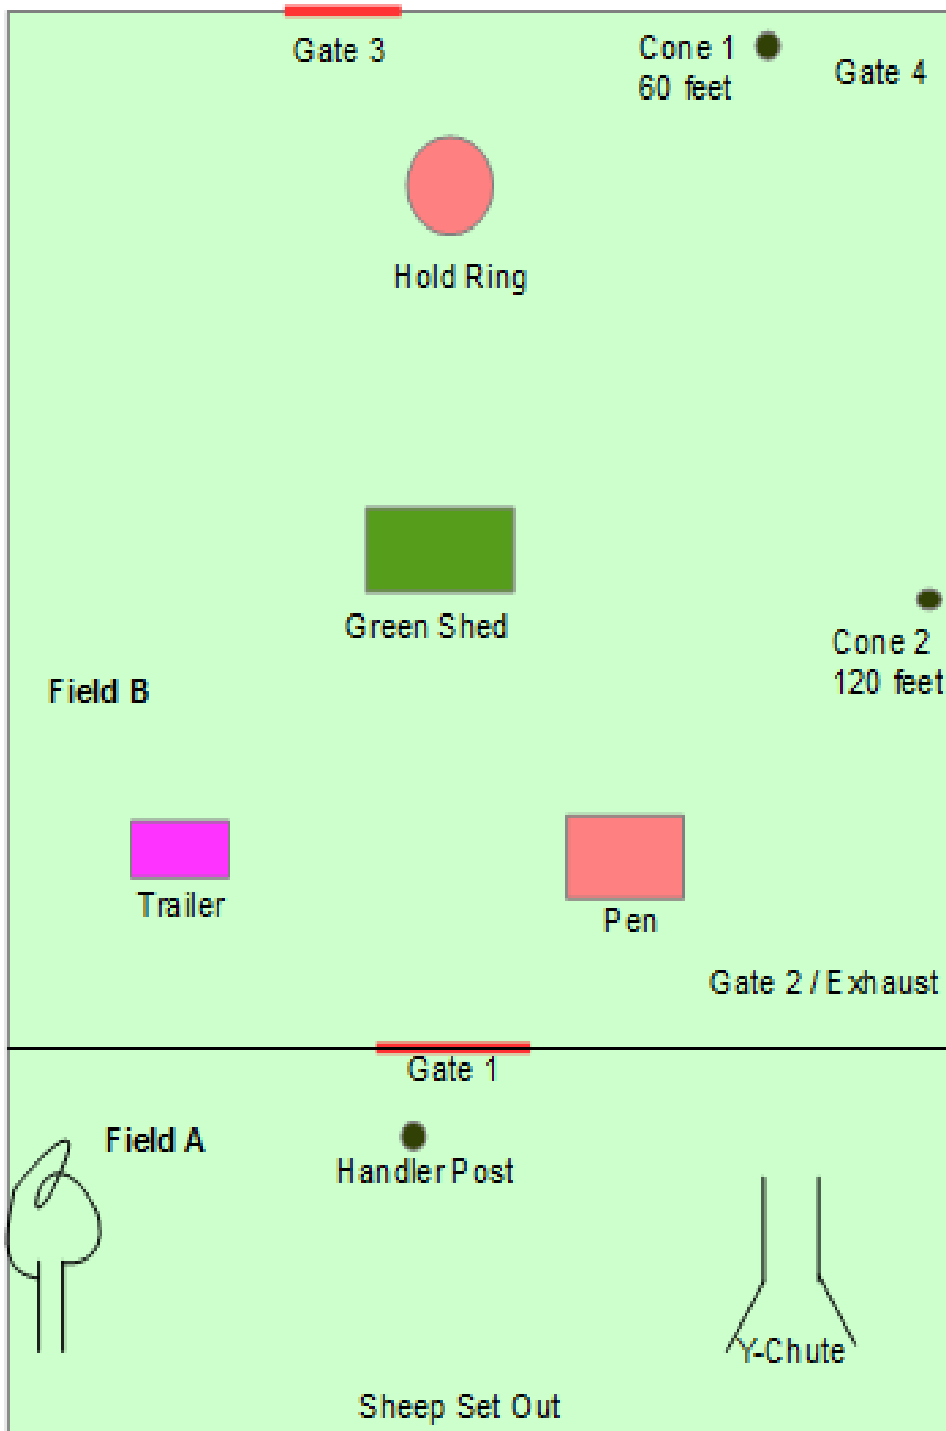 Gate 3
Cone 1
60 feet
Gate 4
Hold Ring
Green Shed
Cone 2
120 feet
Field B
Trailer
Pen
Gate 2 / Exhaust
Gate 1
Field A
Handler Post
Y-Chute
Sheep Set Out